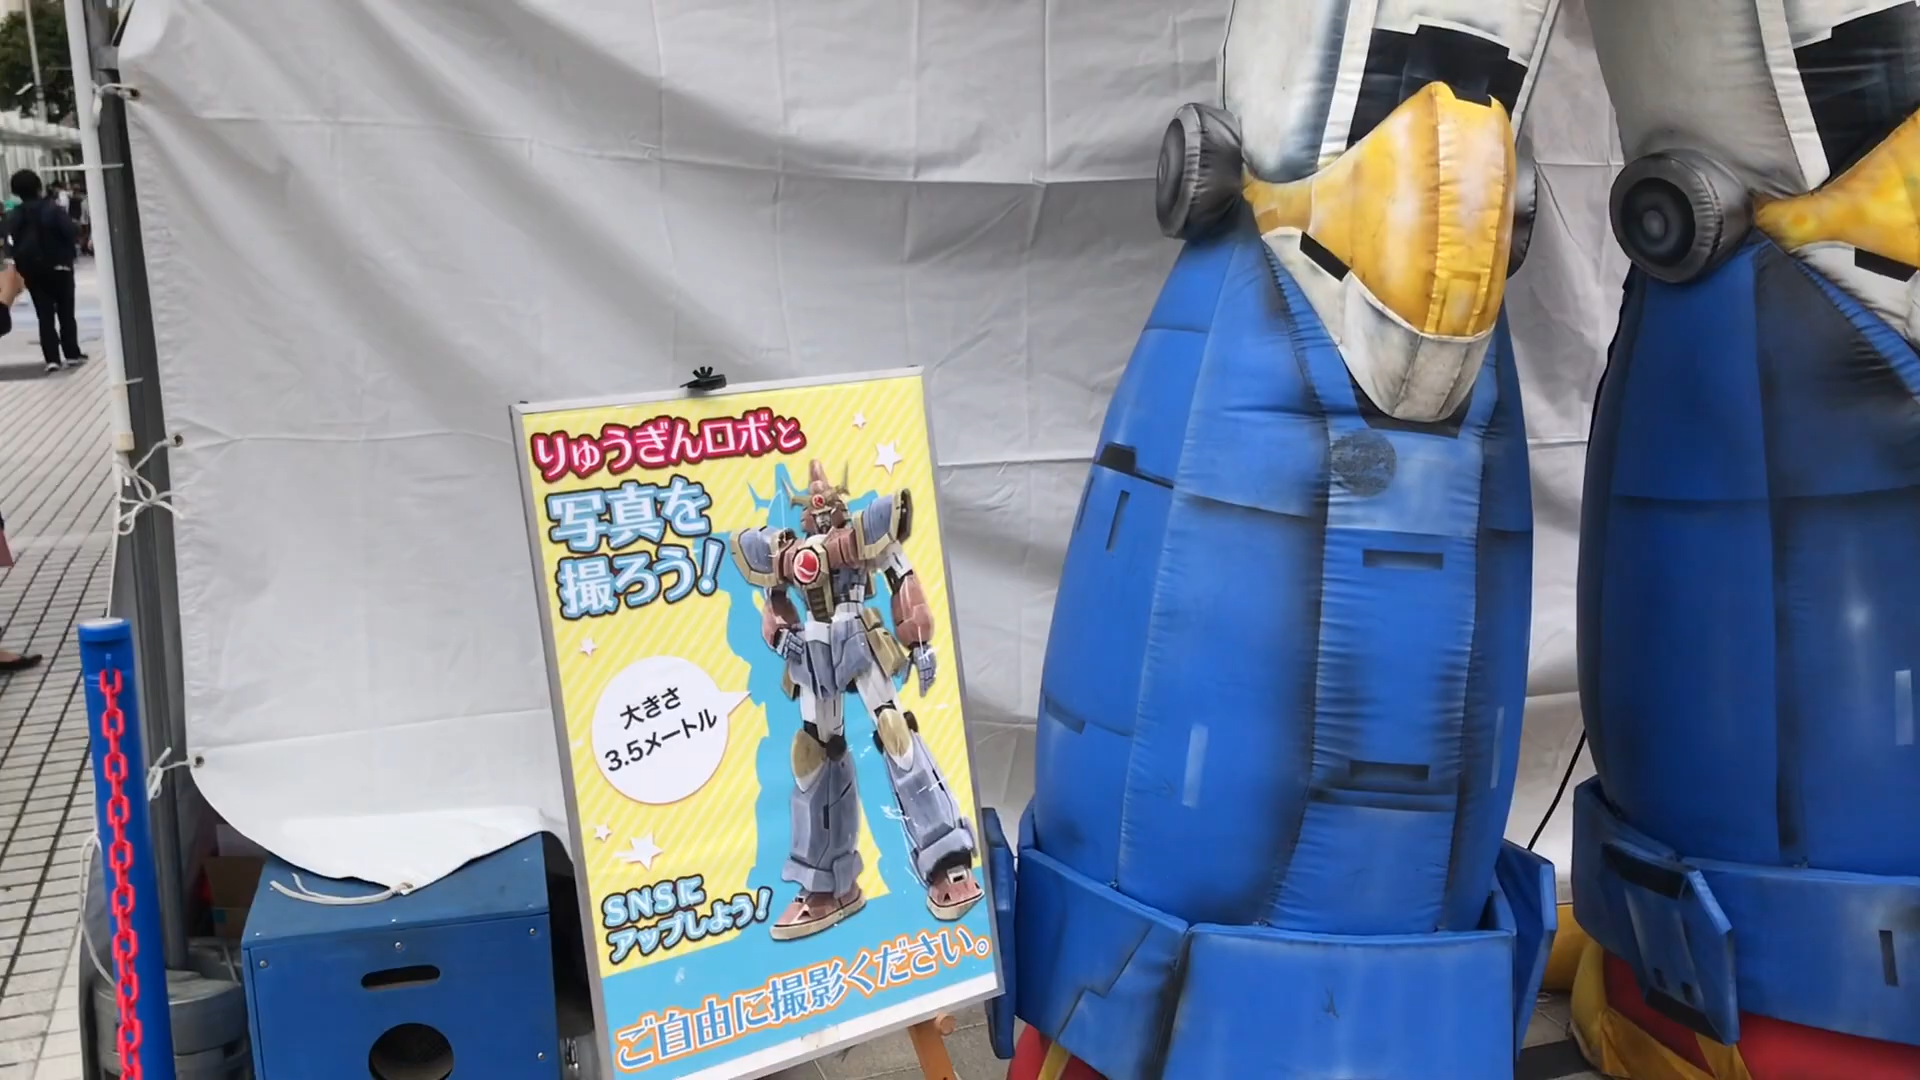 りゅうぎんロボと
写真を
撮ろう!
大きさ
3.5メートル
SNSに
アップしよう!
ご自由に撮影ください。